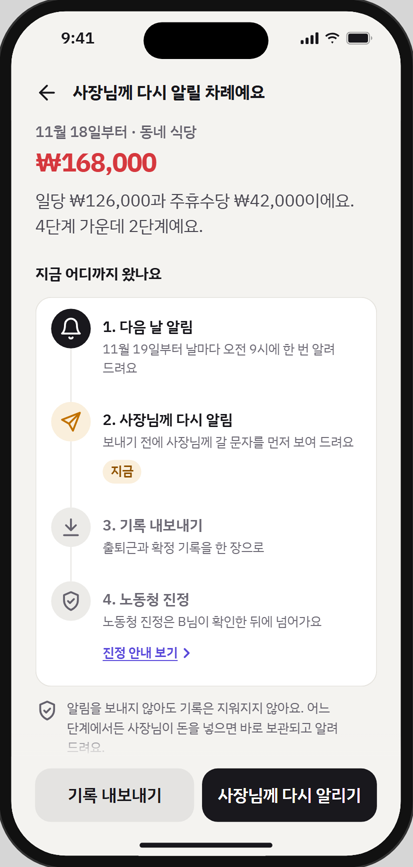 9:41
사장님께 다시 알릴 차례예요
11월 18일부터 · 동네 식당
₩168,000
일당 ₩126,000과 주휴수당 ₩42,000이에요.
4단계 가운데 2단계예요.
지금 어디까지 왔나요
1. 다음 날 알림
11월 19일부터 날마다 오전 9시에 한 번 알려
드려요
2. 사장님께 다시 알림
보내기 전에 사장님께 갈 문자를 먼저 보여 드려요
지금
3. 기록 내보내기
출퇴근과 확정 기록을 한 장으로
4. 노동청 진정
노동청 진정은 B님이 확인한 뒤에 넘어가요
진정 안내 보기
알림을 보내지 않아도 기록은 지워지지 않아요. 어느
단계에서든 사장님이 돈을 넣으면 바로 보관되고 알려
드려요.
기록 내보내기
사장님께 다시 알리기